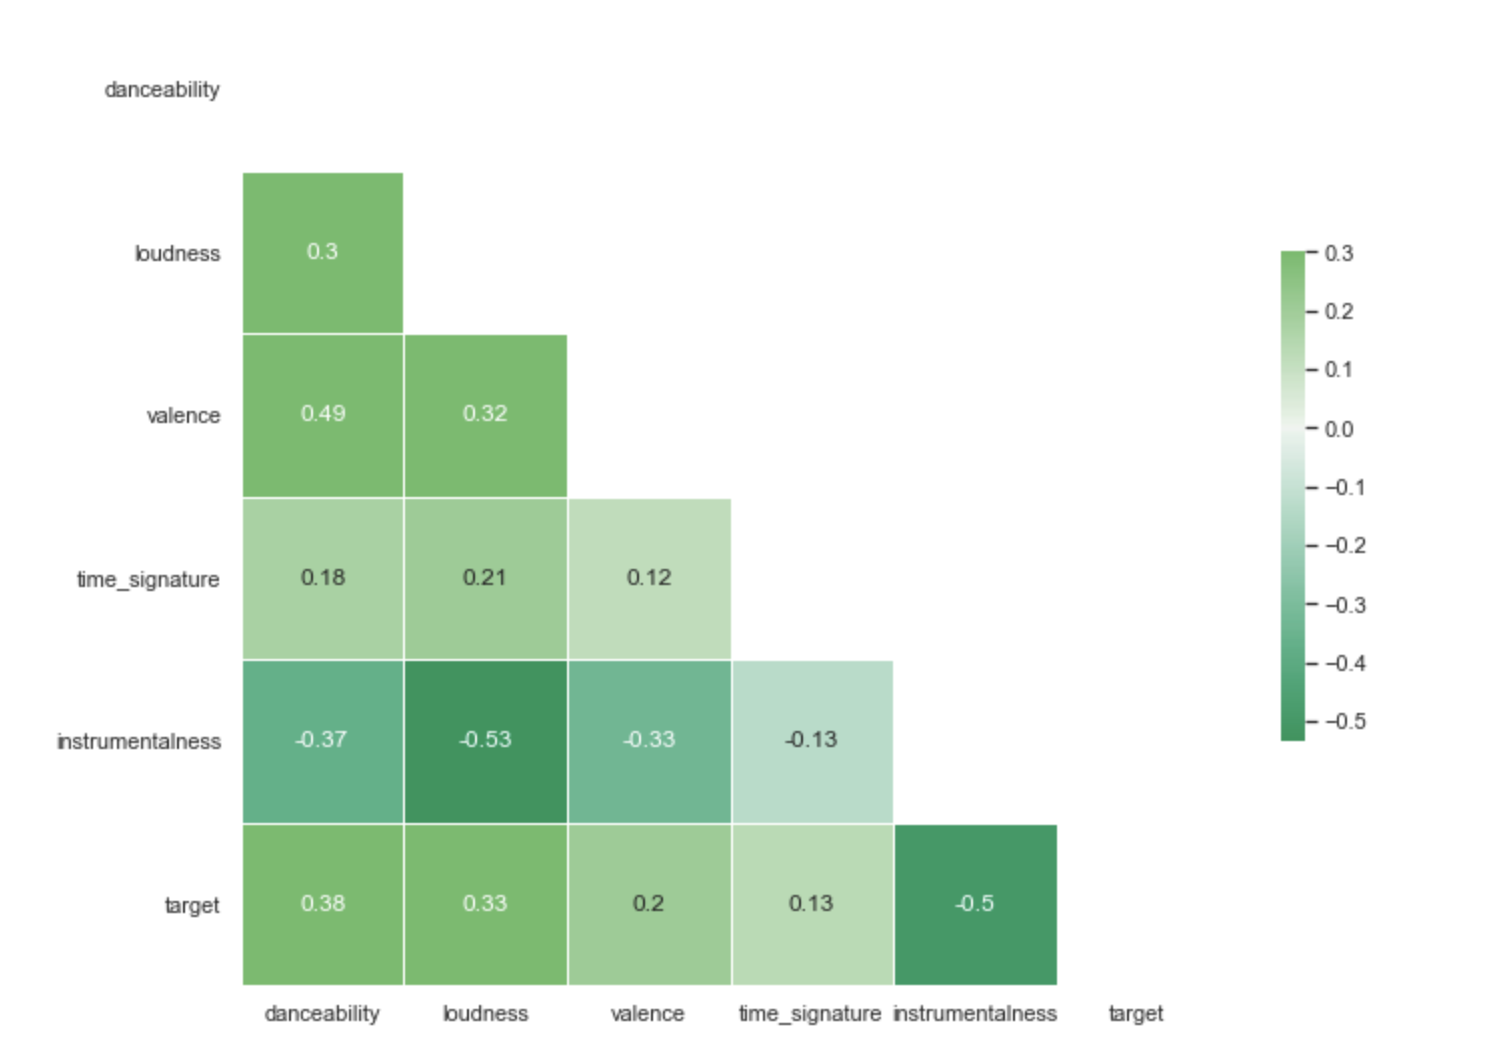 danceability
loudness 0.3
valence 0.49 0.32
time_signature 0.18 0.21 0.12
instrumentalness -0.37 -0.53 -0.33 -0.13
target 0.38 0.33 0.2 0.13 -0.5
danceability loudness valence time_signature instrumentalness target
0.3
0.2
0.1
0.0
−0.1
−0.2
−0.3
−0.4
−0.5